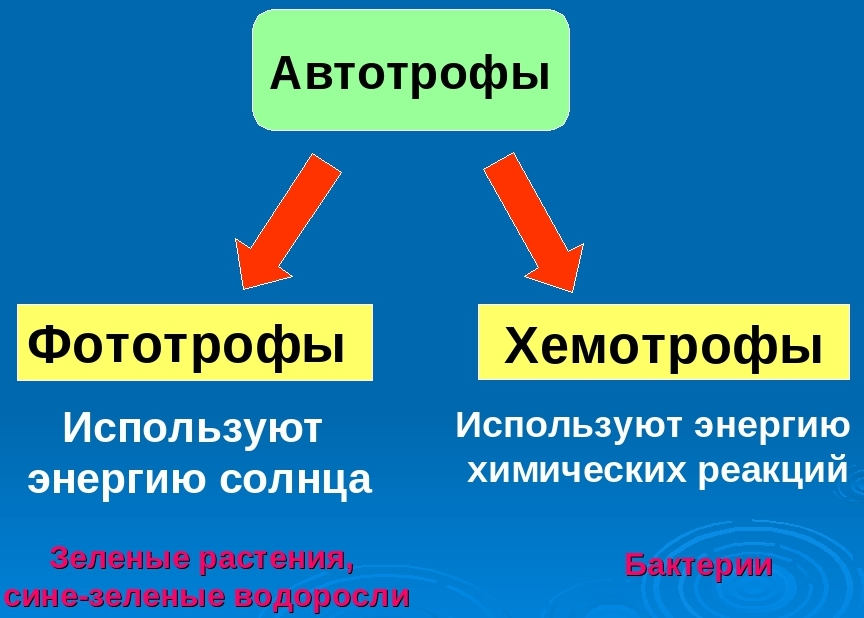 Автотрофы
Фототрофы
Хемотрофы
Используют
энергию солнца
Используют энергию
химических реакций
Зеленые растения,
сине-зеленые водоросли
Бактерии